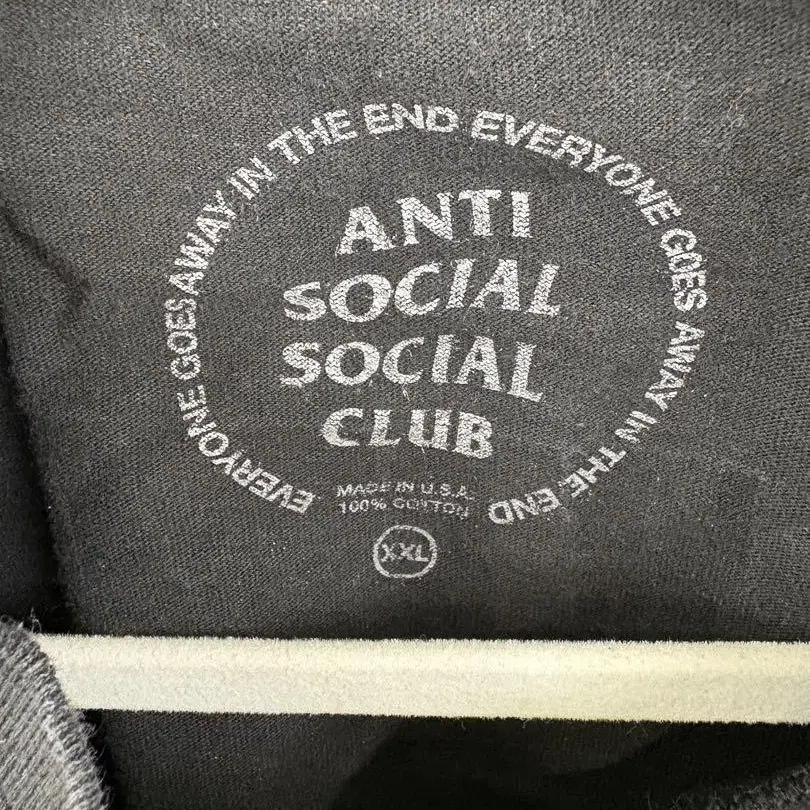 EVERYONE GOES AWAY IN THE END EVERYONE GOES AWAY IN THE END
ANTI
SOCIAL
SOCIAL
CLUB
MADE IN U.S.A.
100% COTTON
XXL